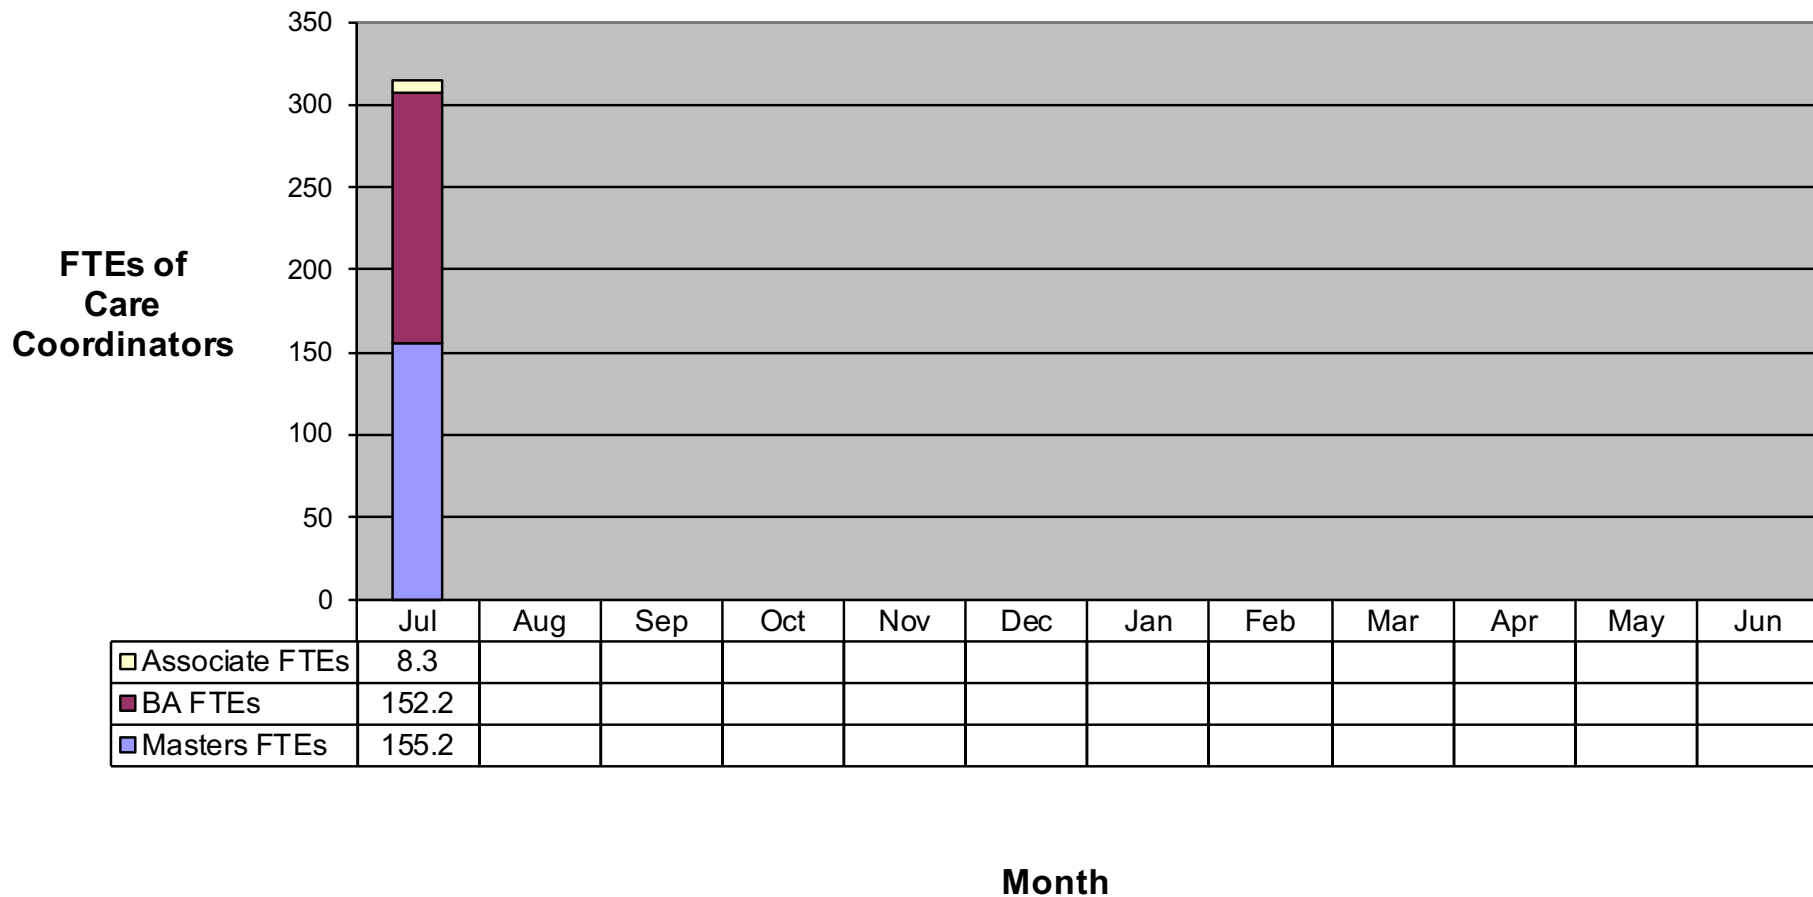 350
300
250
200
150
100
50
0
FTEs of
Care
Coordinators
Jul Aug Sep Oct Nov Dec Jan Feb Mar Apr May Jun
Associate FTEs 8.3
BA FTEs 152.2
Masters FTEs 155.2
Month